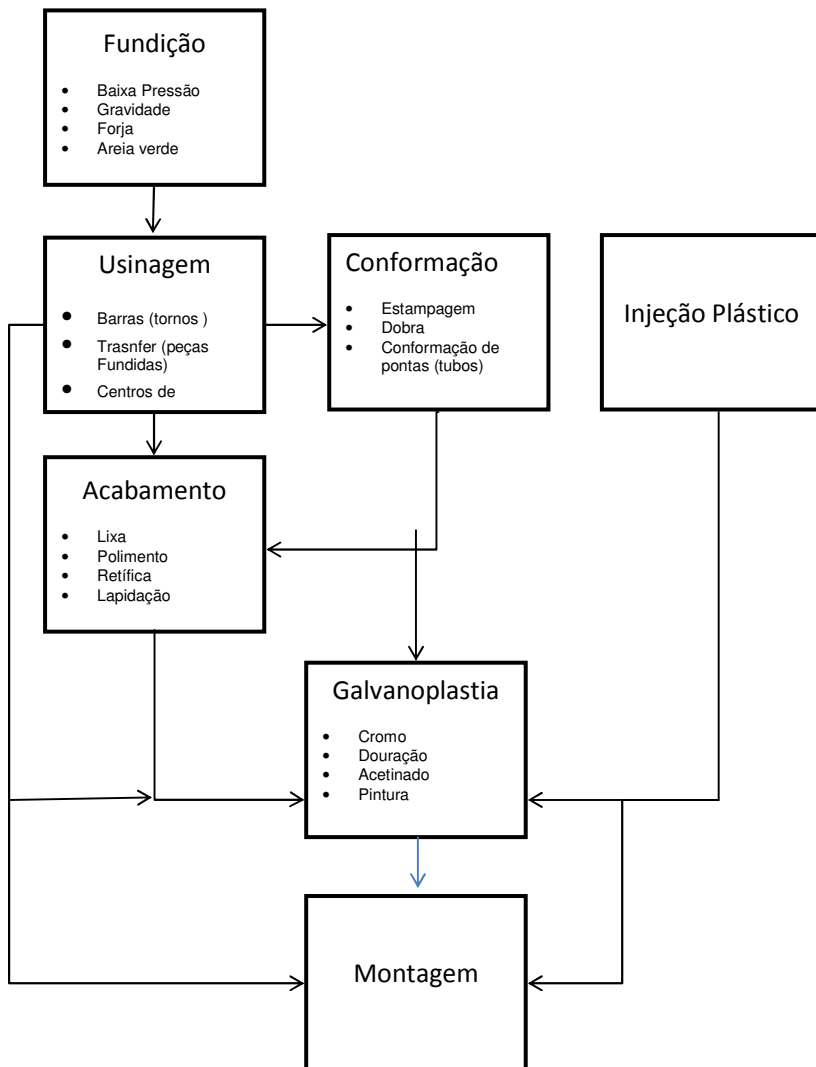 Fundição
• Baixa Pressão
• Gravidade
• Forja
• Areia verde
Usinagem
• Barras (tornos )
• Trasnfer (peças
Fundidas)
• Centros de
Conformação
• Estampagem
• Dobra
• Conformação de
pontas (tubos)
Injeção Plástico
Acabamento
• Lixa
• Polimento
• Retífica
• Lapidação
Galvanoplastia
• Cromo
• Douração
• Acetinado
• Pintura
Montagem